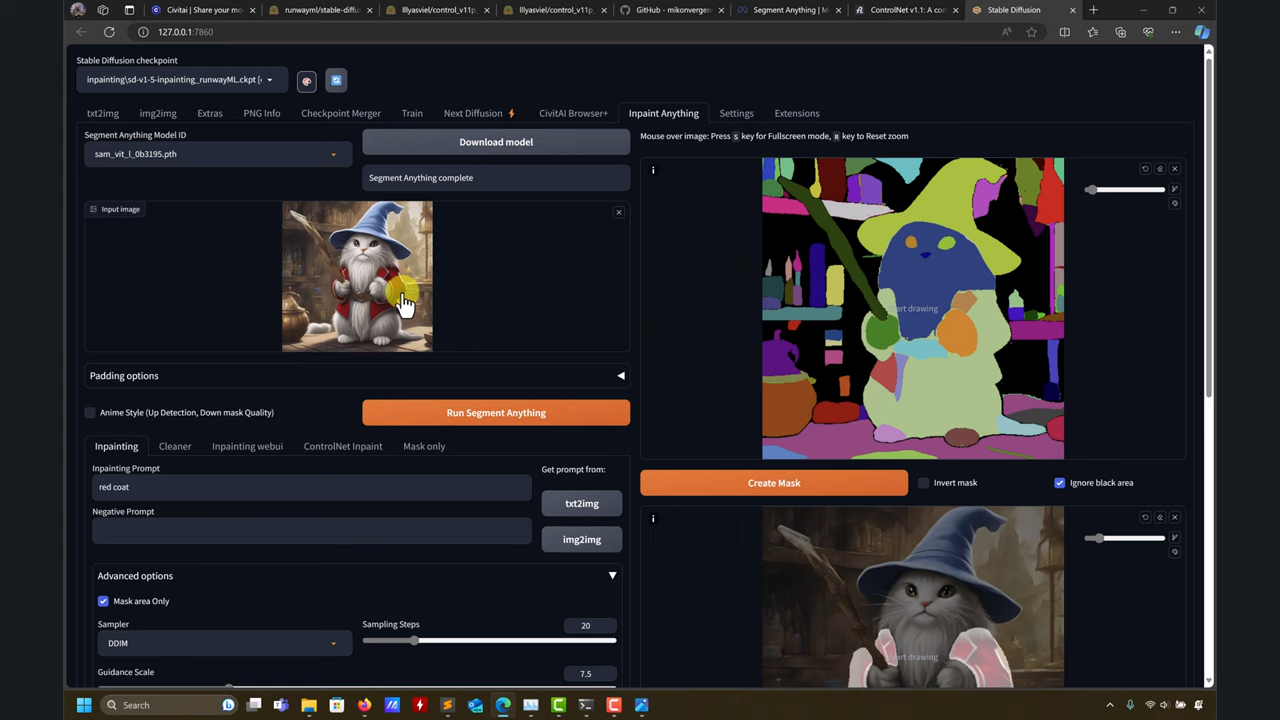 Civitai | Share your mo
runwayml/stable-diffus
lllyasviel/control_v11p
lllyasviel/control_v11p
GitHub - mikonvergen
Segment Anything | M
ControlNet v1.1: A con
Stable Diffusion
127.0.0.1:7860
Stable Diffusion checkpoint
inpainting\sd-v1-5-inpainting_runwayML.ckpt [
txt2img
img2img
Extras
PNG Info
Checkpoint Merger
Train
Next Diffusion
CivitAI Browser+
Inpaint Anything
Settings
Extensions
Segment Anything Model ID
sam_vit_l_0b3195.pth
Download model
Segment Anything complete
Mouse over image: Press S key for Fullscreen mode, R key to Reset zoom
Input image
Start drawing
Padding options
Anime Style (Up Detection, Down mask Quality)
Run Segment Anything
Inpainting
Cleaner
Inpainting webui
ControlNet Inpaint
Mask only
Inpainting Prompt
red coat
Get prompt from:
txt2img
Negative Prompt
img2img
Create Mask
Invert mask
Ignore black area
Start drawing
Advanced options
Mask area Only
Sampler
DDIM
Sampling Steps
20
Guidance Scale
7.5
Search